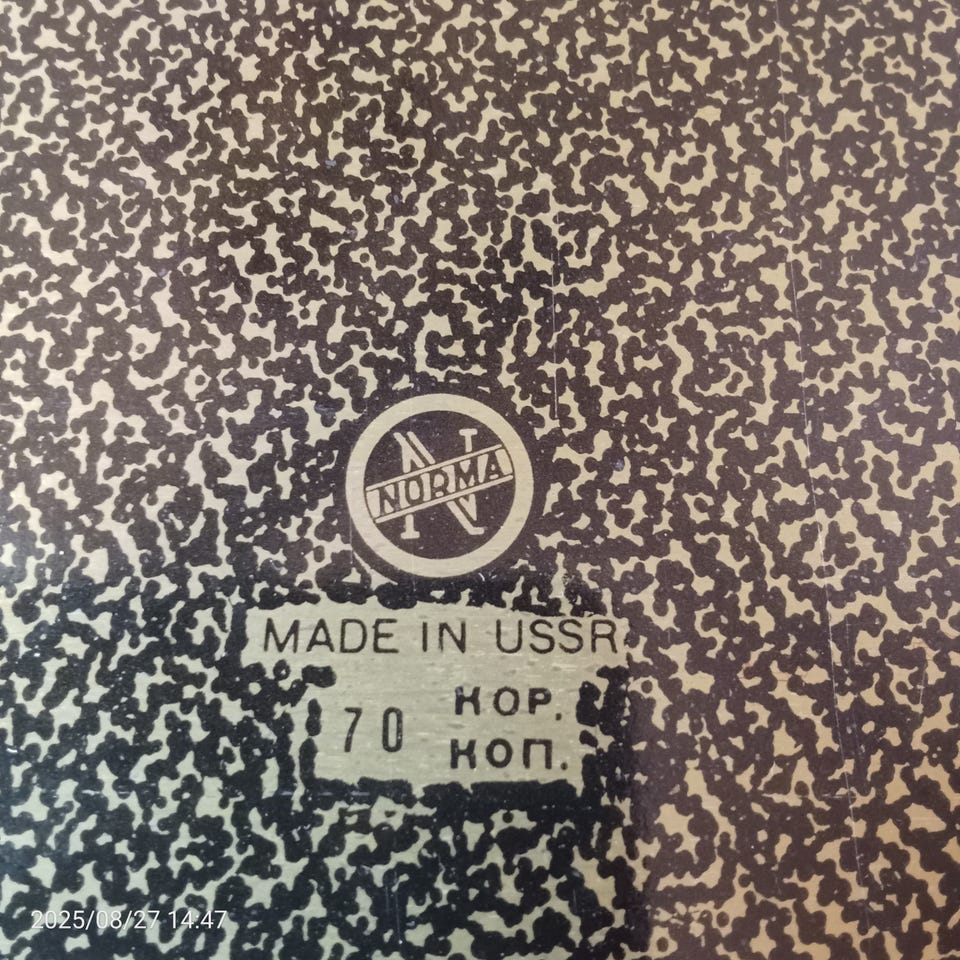 NORMA
MADE IN USSR
70 KOP.
КОП.
2025/08/27 14:47